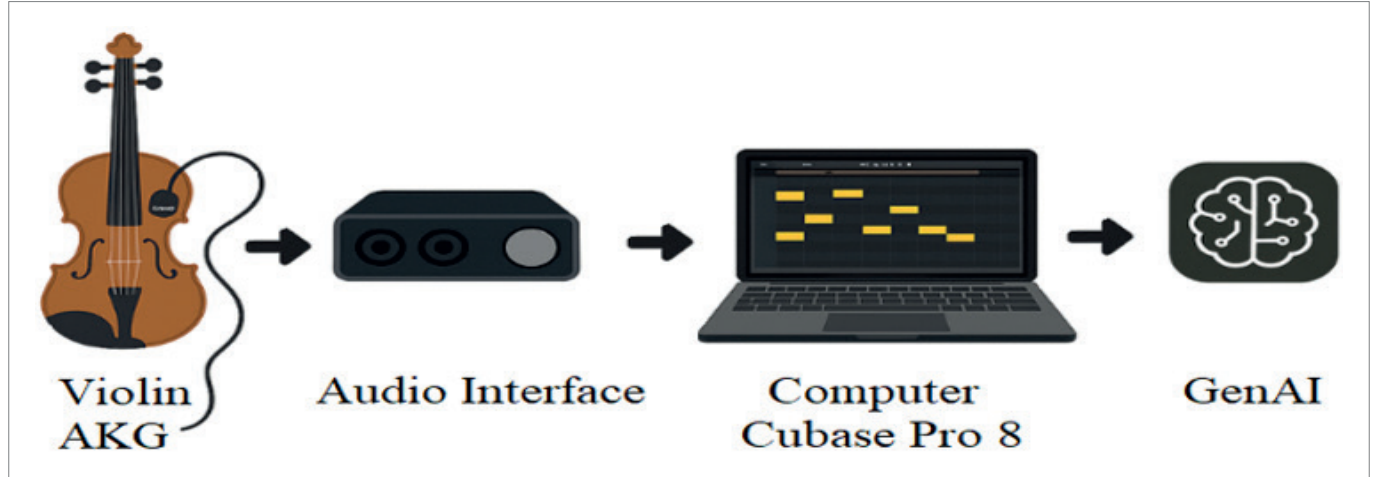 Violin
AKG
Audio Interface
Computer
Cubase Pro 8
GenAI